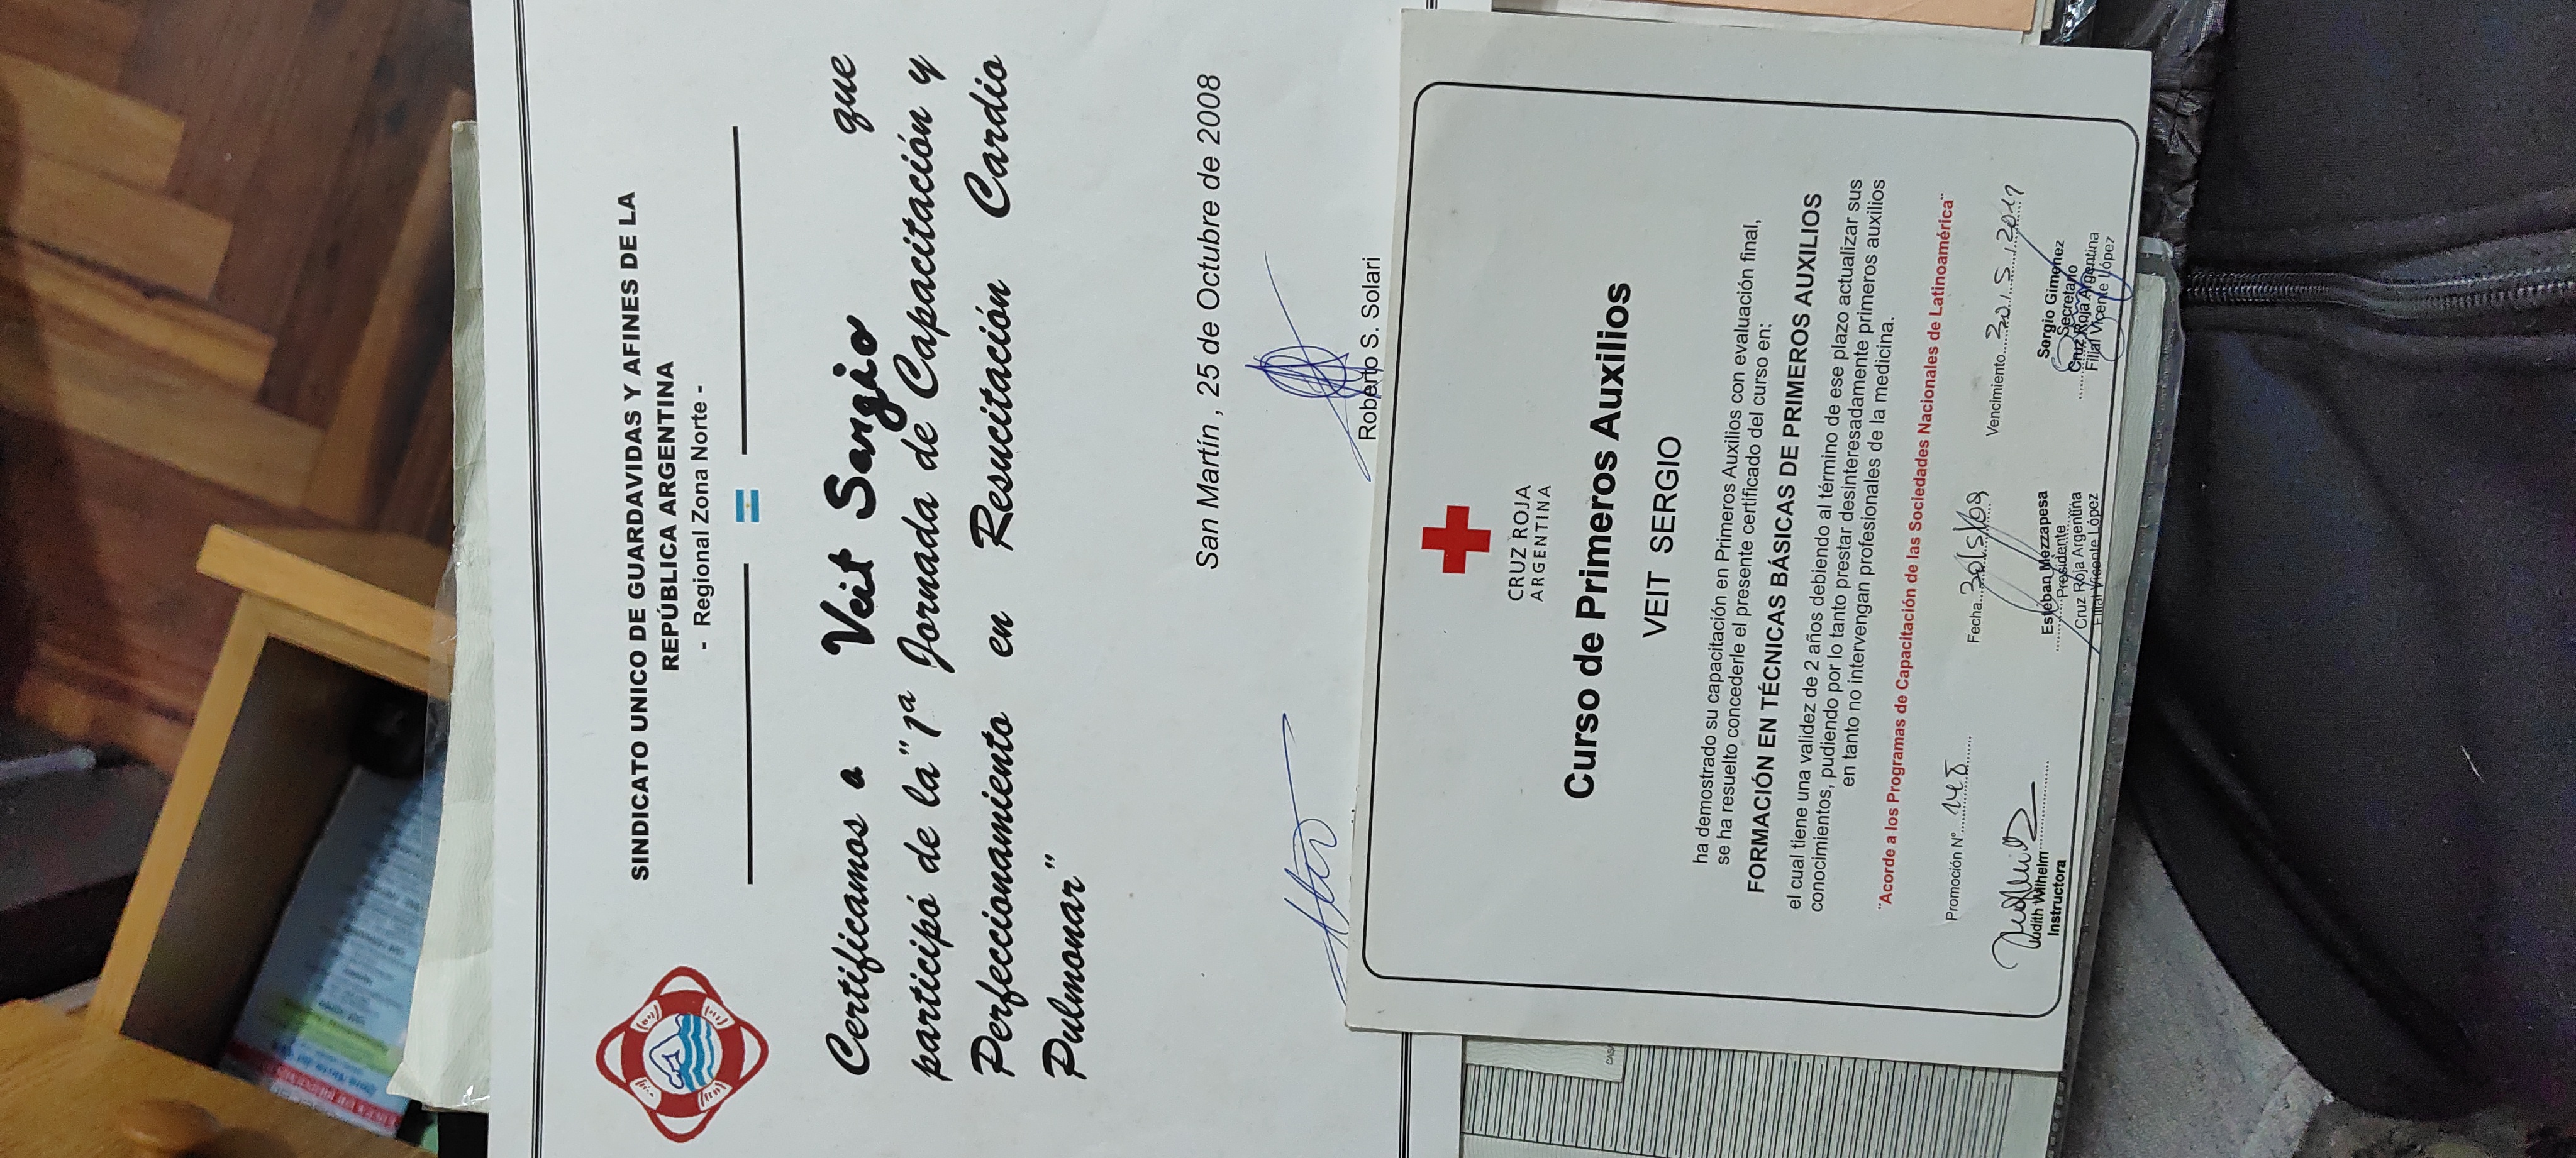 SINDICATO UNICO DE GUARDAVIDAS Y AFINES DE LA
REPÚBLICA ARGENTINA
- Regional Zona Norte -
Certificamos a Veit Sergio que
participó de la "1ª Jornada de Capacitación y
Perfeccionamiento en Resucitación Cardio
Pulmonar"
San Martín , 25 de Octubre de 2008
Roberto S. Solari
CRUZ ROJA
ARGENTINA
Curso de Primeros Auxilios
VEIT SERGIO
ha demostrado su capacitación en Primeros Auxilios con evaluación final,
se ha resuelto concederle el presente certificado del curso en:
FORMACIÓN EN TÉCNICAS BÁSICAS DE PRIMEROS AUXILIOS
el cual tiene una validez de 2 años debiendo al término de ese plazo actualizar sus
conocimientos, pudiendo por lo tanto prestar desinteresadamente primeros auxilios
en tanto no intervengan profesionales de la medicina.
"Acorde a los Programas de Capacitación de las Sociedades Nacionales de Latinoamérica"
Promoción Nº Fecha 30/5/09 Vencimiento
Judith Wilhelm
Instructora
Esteban Mezzapesa
Presidente
Cruz Roja Argentina
Filial Vicente López
Sergio Gimenez
Secretario
Cruz Roja Argentina
Filial Vicente López